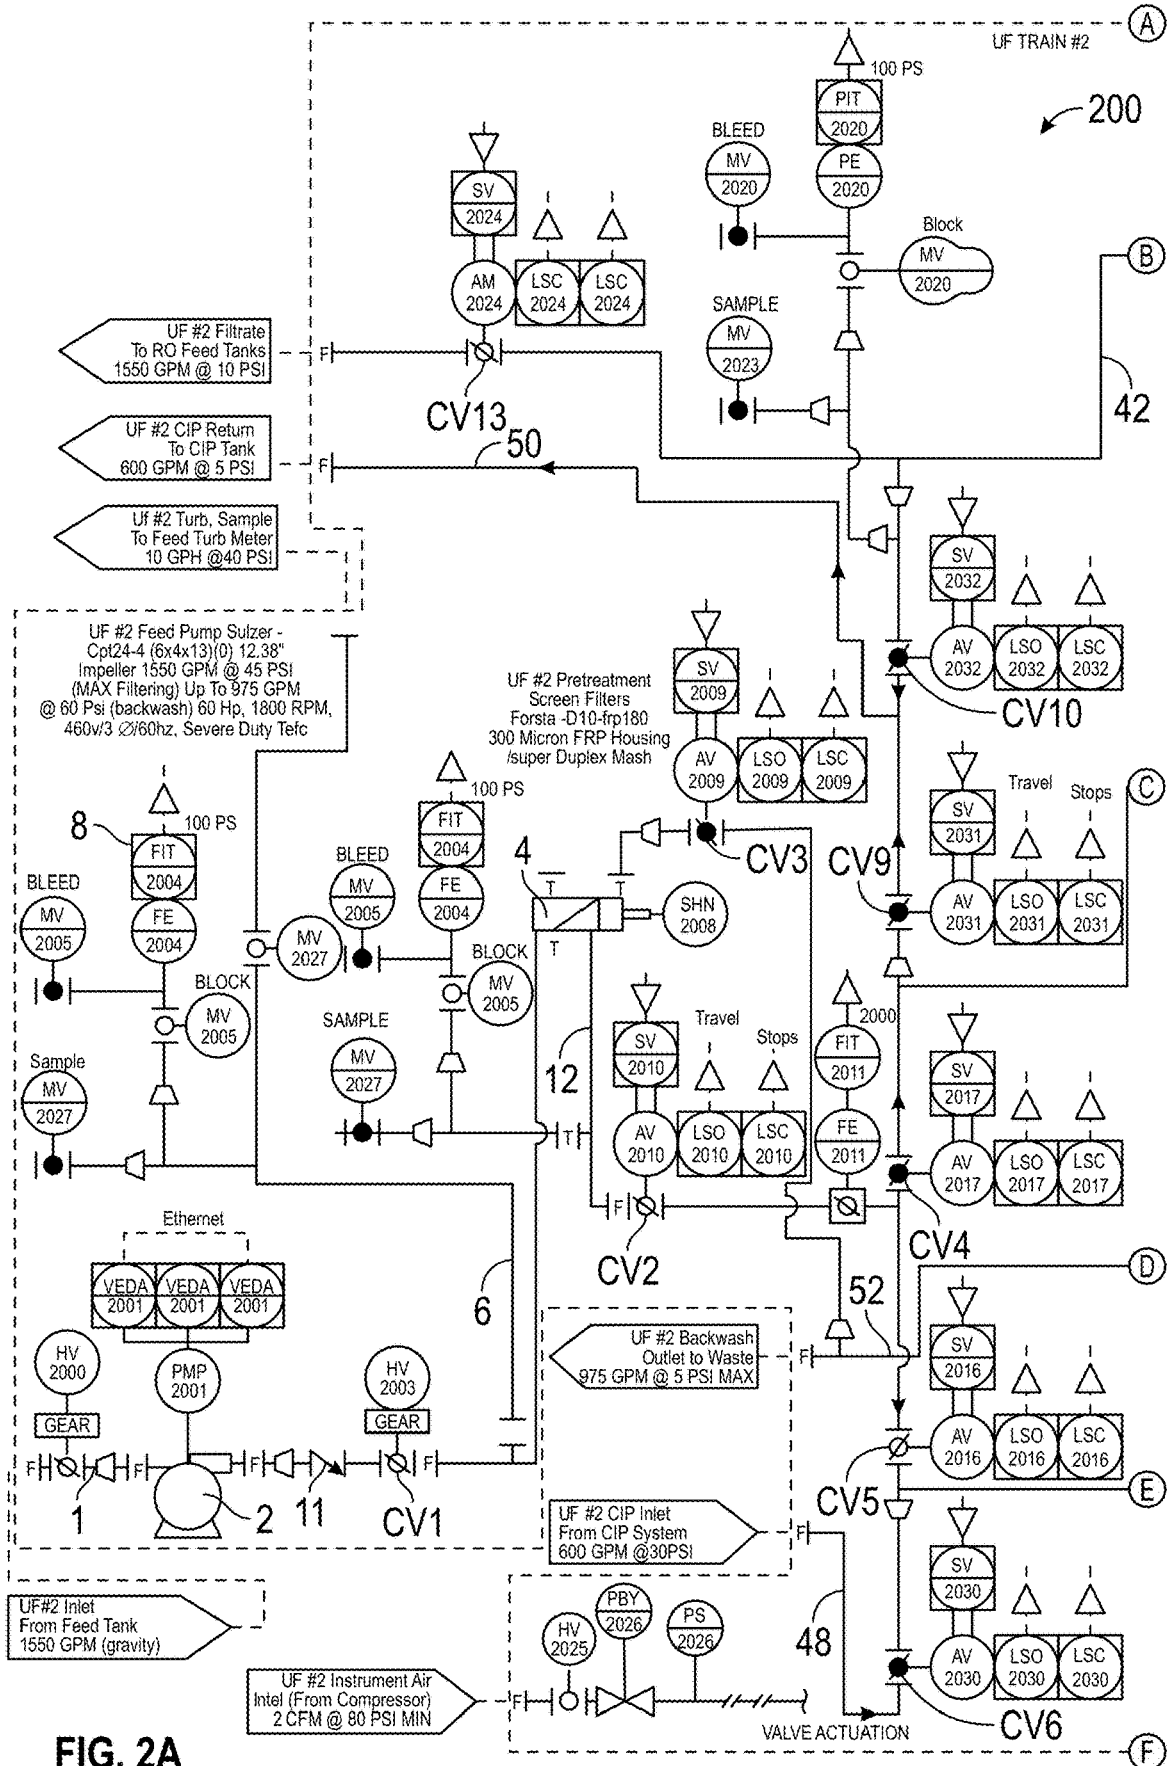 A
UF TRAIN #2
100 PS
200
PIT
2020
PE
2020
BLEED
MV
2020
Block
MV
2020
B
SV
2024
AM
2024
LSC
2024
LSC
2024
SAMPLE
MV
2023
UF #2 Filtrate
To RO Feed Tanks
1550 GPM @ 10 PSI
F
CV13
42
UF #2 CIP Return
To CIP Tank
600 GPM @ 5 PSI
F
50
Uf #2 Turb, Sample
To Feed Turb Meter
10 GPH @40 PSI
SV
2032
AV
2032
LSO
2032
LSC
2032
CV10
UF #2 Feed Pump Sulzer -
Cpt24-4 (6x4x13)(0) 12.38"
Impeller 1550 GPM @ 45 PSI
(MAX Filtering) Up To 975 GPM
@ 60 Psi (backwash) 60 Hp, 1800 RPM,
460v/3 Ø/60hz, Severe Duty Tefc
UF #2 Pretreatment
Screen Filters
Forsta -D10-frp180
300 Micron FRP Housing
/super Duplex Mash
SV
2009
AV
2009
LSO
2009
LSC
2009
CV3
C
Travel
Stops
SV
2031
AV
2031
LSO
2031
LSC
2031
CV9
8
100 PS
FIT
2004
FE
2004
BLEED
MV
2005
BLOCK
MV
2005
MV
2027
100 PS
FIT
2004
FE
2004
BLEED
MV
2005
BLOCK
MV
2005
4
T
T
T
SHN
2008
Sample
MV
2027
SAMPLE
MV
2027
T
12
Travel
Stops
SV
2010
AV
2010
LSO
2010
LSC
2010
2000
FIT
2011
FE
2011
SV
2017
AV
2017
LSO
2017
LSC
2017
F
CV2
CV4
D
Ethernet
VEDA
2001
VEDA
2001
VEDA
2001
6
52
HV
2000
GEAR
PMP
2001
HV
2003
GEAR
UF #2 Backwash
Outlet to Waste
975 GPM @ 5 PSI MAX
F
SV
2016
AV
2016
LSO
2016
LSC
2016
CV5
E
F
F
F
F
1
2
11
CV1
UF #2 CIP Inlet
From CIP System
600 GPM @30PSI
F
SV
2030
AV
2030
LSO
2030
LSC
2030
UF#2 Inlet
From Feed Tank
1550 GPM (gravity)
HV
2025
PBY
2026
PS
2026
48
CV6
UF #2 Instrument Air
Intel (From Compressor)
2 CFM @ 80 PSI MIN
F
VALVE ACTUATION
F
FIG. 2A